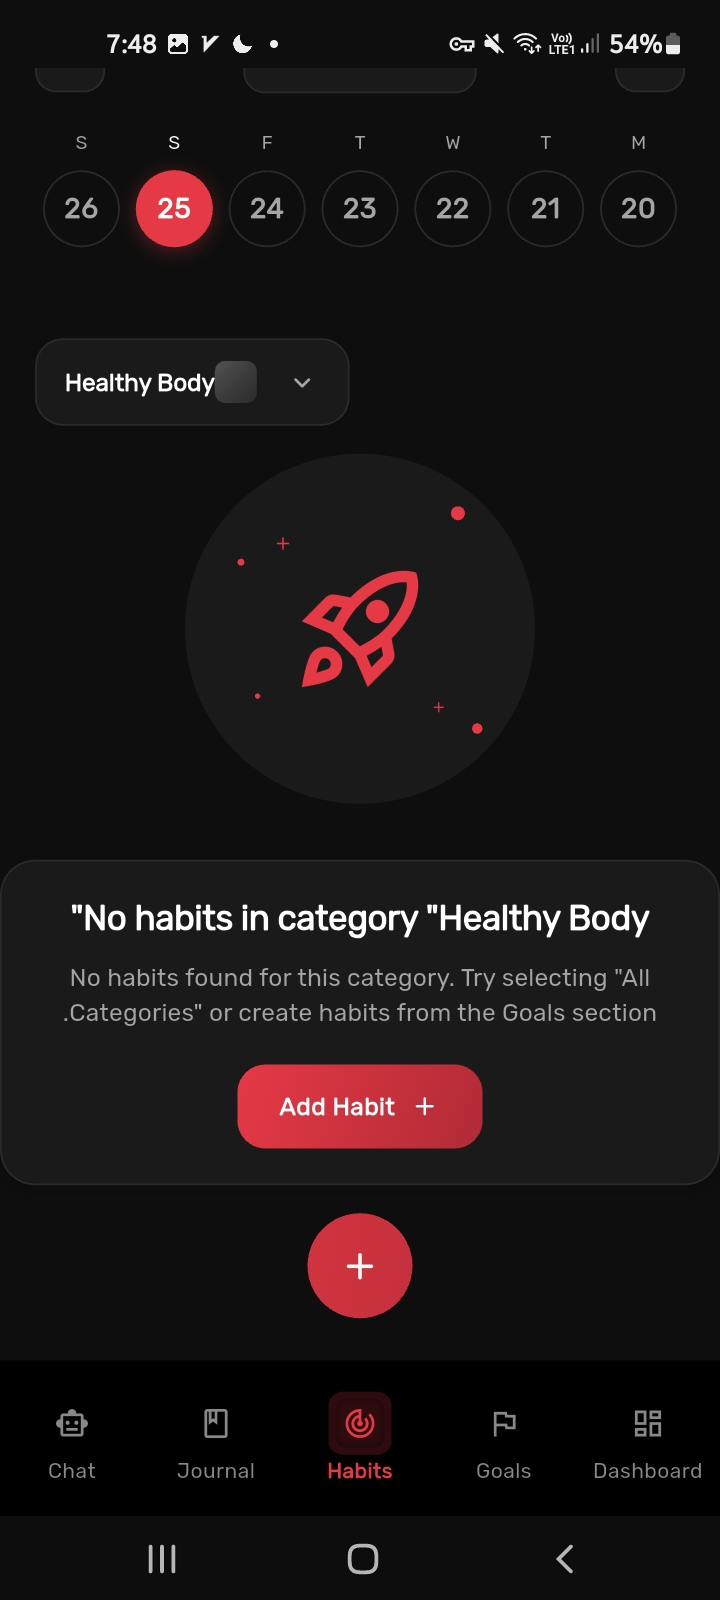 7:48
Vo)) LTE1 54%
S S F T W T M
26 25 24 23 22 21 20
Healthy Body
"No habits in category "Healthy Body
No habits found for this category. Try selecting "All
.Categories" or create habits from the Goals section
Add Habit +
Chat Journal Habits Goals Dashboard